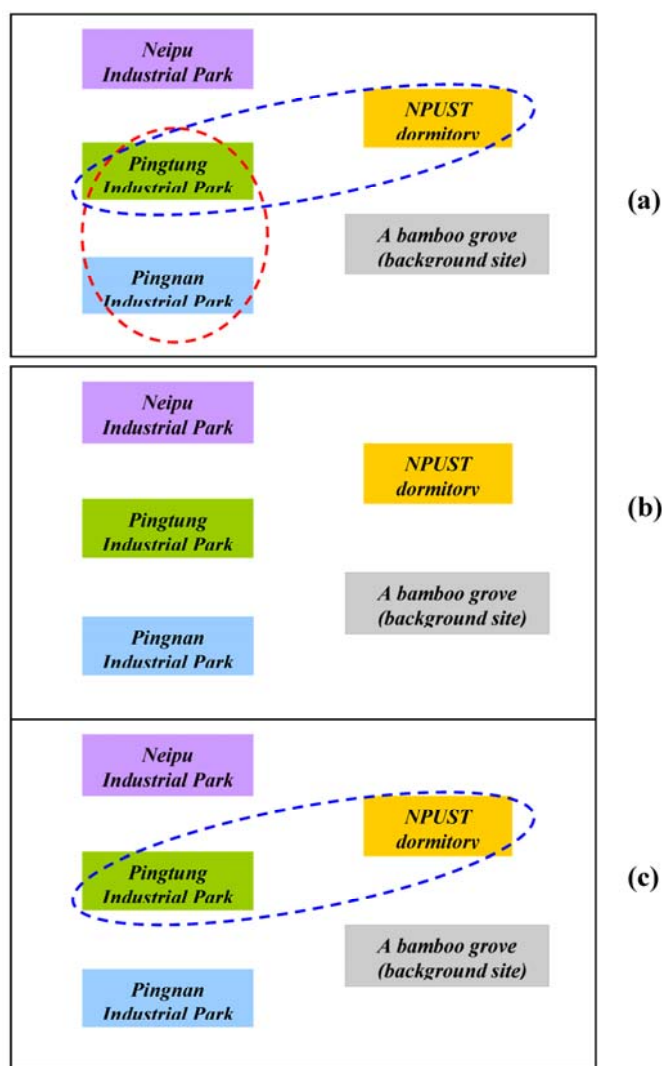 Neipu
Industrial Park
NPUST
dormitory
Pingtung
Industrial Park
A bamboo grove
(background site)
Pingnan
Industrial Park
(a)
Neipu
Industrial Park
NPUST
dormitory
Pingtung
Industrial Park
A bamboo grove
(background site)
Pingnan
Industrial Park
(b)
Neipu
Industrial Park
NPUST
dormitory
Pingtung
Industrial Park
A bamboo grove
(background site)
Pingnan
Industrial Park
(c)